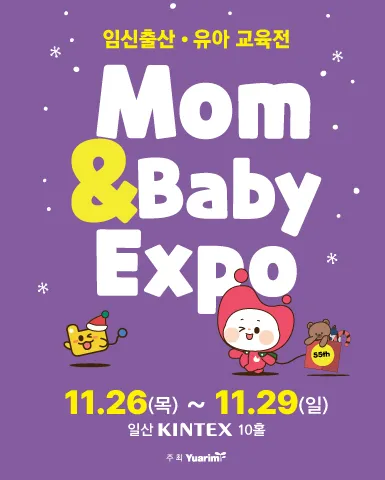 임신출산 • 유아 교육전
Mom
&Baby
Expo
55th
11.26(목) ~ 11.29(일)
일산 KINTEX 10홀
주최 Yuarim